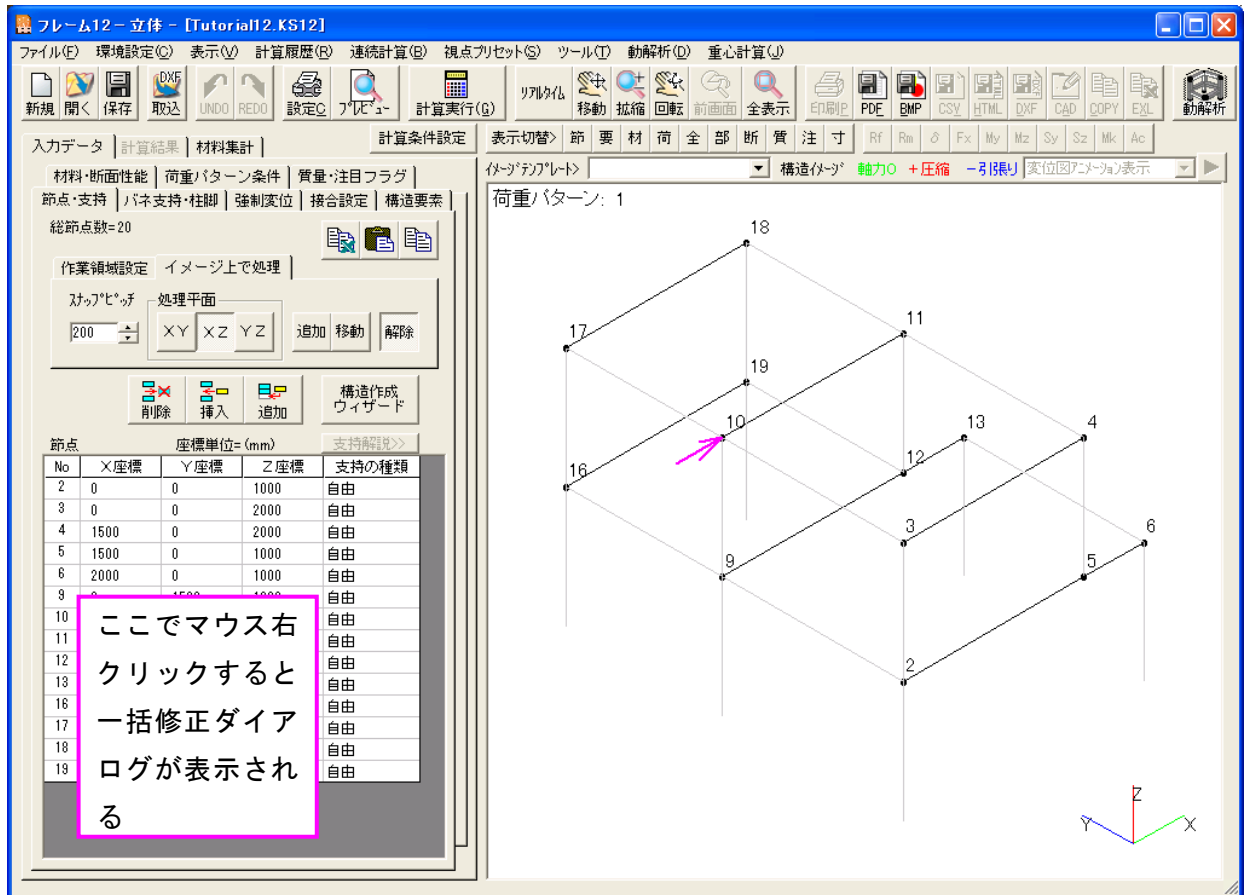 フレーム12－立体 - [Tutorial12.KS12]
ファイル(F) 環境設定(C) 表示(V) 計算履歴(R) 連続計算(B) 視点プリセット(S) ツール(T) 動解析(D) 重心計算(J)
新規 開く 保存 DXF 取込 UNDO REDO 設定C プレビュー 計算実行(G) リアルタイム 移動 拡縮 回転 前画面 全表示 印刷P PDF BMP CSV HTML DXF CAD COPY EXL 動解析
入力データ 計算結果 材料集計 計算条件設定 表示切替> 節 要 材 荷 全 部 断 質 注 寸 Rf Rm δ Fx My Mz Sy Sz Mk Ac
イメージテンプレート> 構造イメージ 軸力0 +圧縮 -引張り 変位図アニメーション表示
材料・断面性能 荷重パターン条件 質量・注目フラグ
節点・支持 バネ支持・柱脚 強制変位 接合設定 構造要素
総節点数=20
作業領域設定 イメージ上で処理
スナップピッチ 処理平面
200 XY XZ YZ 追加 移動 解除
削除 挿入 追加 構造作成
ウィザード
節点 座標単位=(mm) 支持解説>>
No X座標 Y座標 Z座標 支持の種類
2 0 0 1000 自由
3 0 0 2000 自由
4 1500 0 2000 自由
5 1500 0 1000 自由
6 2000 0 1000 自由
9 自由
10 自由
11 自由
12 自由
13 自由
16 自由
17 自由
18 自由
19 自由
ここでマウス右
クリックすると
一括修正ダイア
ログが表示され
る
荷重パターン: 1
18
11
17
19
10
13
4
12
16
3
6
9
5
2
Z
Y
X